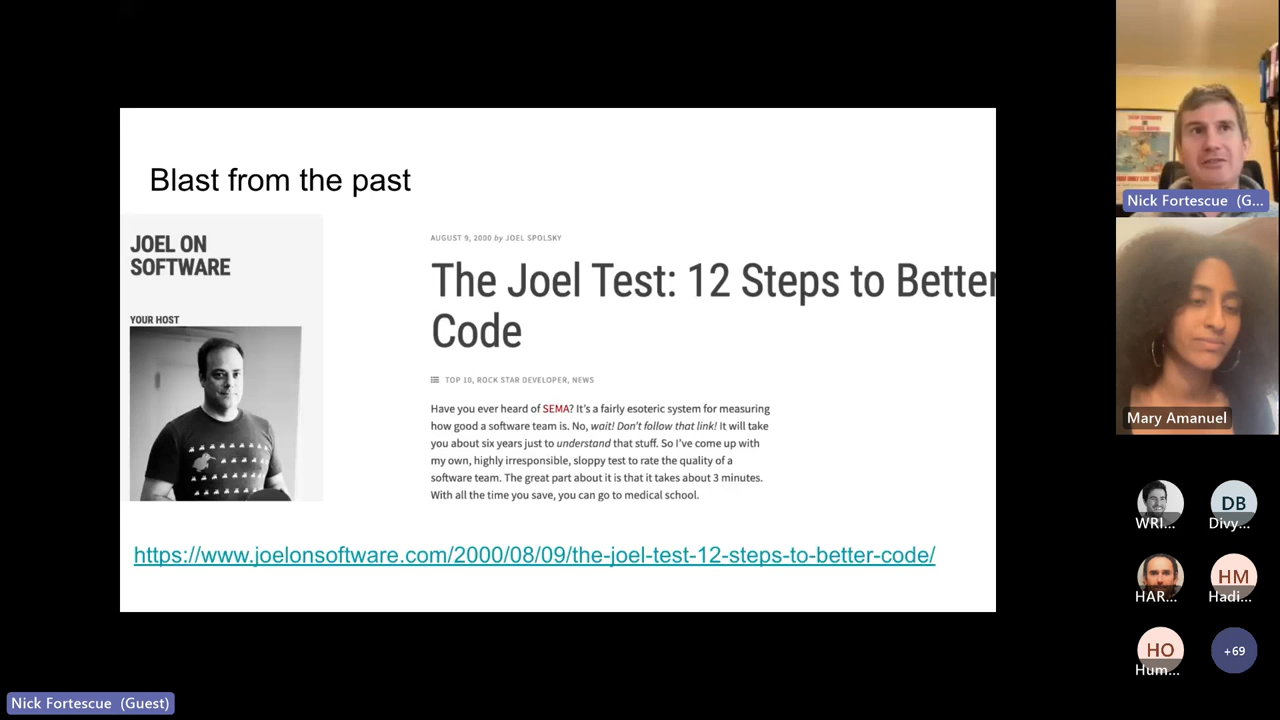 Blast from the past
JOEL ON
SOFTWARE
YOUR HOST
AUGUST 9, 2000 by JOEL SPOLSKY
The Joel Test: 12 Steps to Better
Code
TOP 10, ROCK STAR DEVELOPER, NEWS
Have you ever heard of SEMA? It's a fairly esoteric system for measuring
how good a software team is. No, wait! Don't follow that link! It will take
you about six years just to understand that stuff. So I've come up with
my own, highly irresponsible, sloppy test to rate the quality of a
software team. The great part about it is that it takes about 3 minutes.
With all the time you save, you can go to medical school.
https://www.joelonsoftware.com/2000/08/09/the-joel-test-12-steps-to-better-code/
Nick Fortescue (G...
Mary Amanuel
WRI...
DB
Divy...
HAR...
HM
Hadi...
HO
Hum...
+69
Nick Fortescue (Guest)